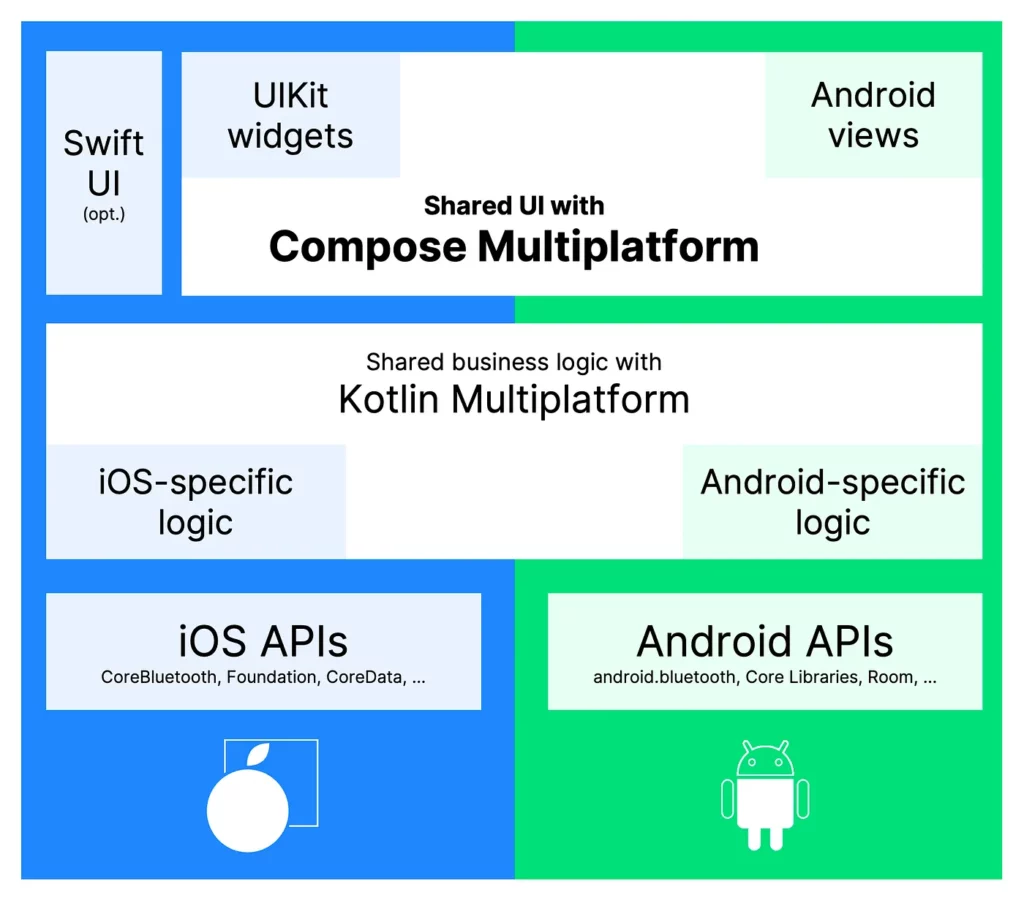 Swift
UI
(opt.)
UIKit
widgets
Android
views
Shared UI with
Compose Multiplatform
Shared business logic with
Kotlin Multiplatform
iOS-specific
logic
Android-specific
logic
iOS APIs
CoreBluetooth, Foundation, CoreData, ...
Android APIs
android.bluetooth, Core Libraries, Room, ...